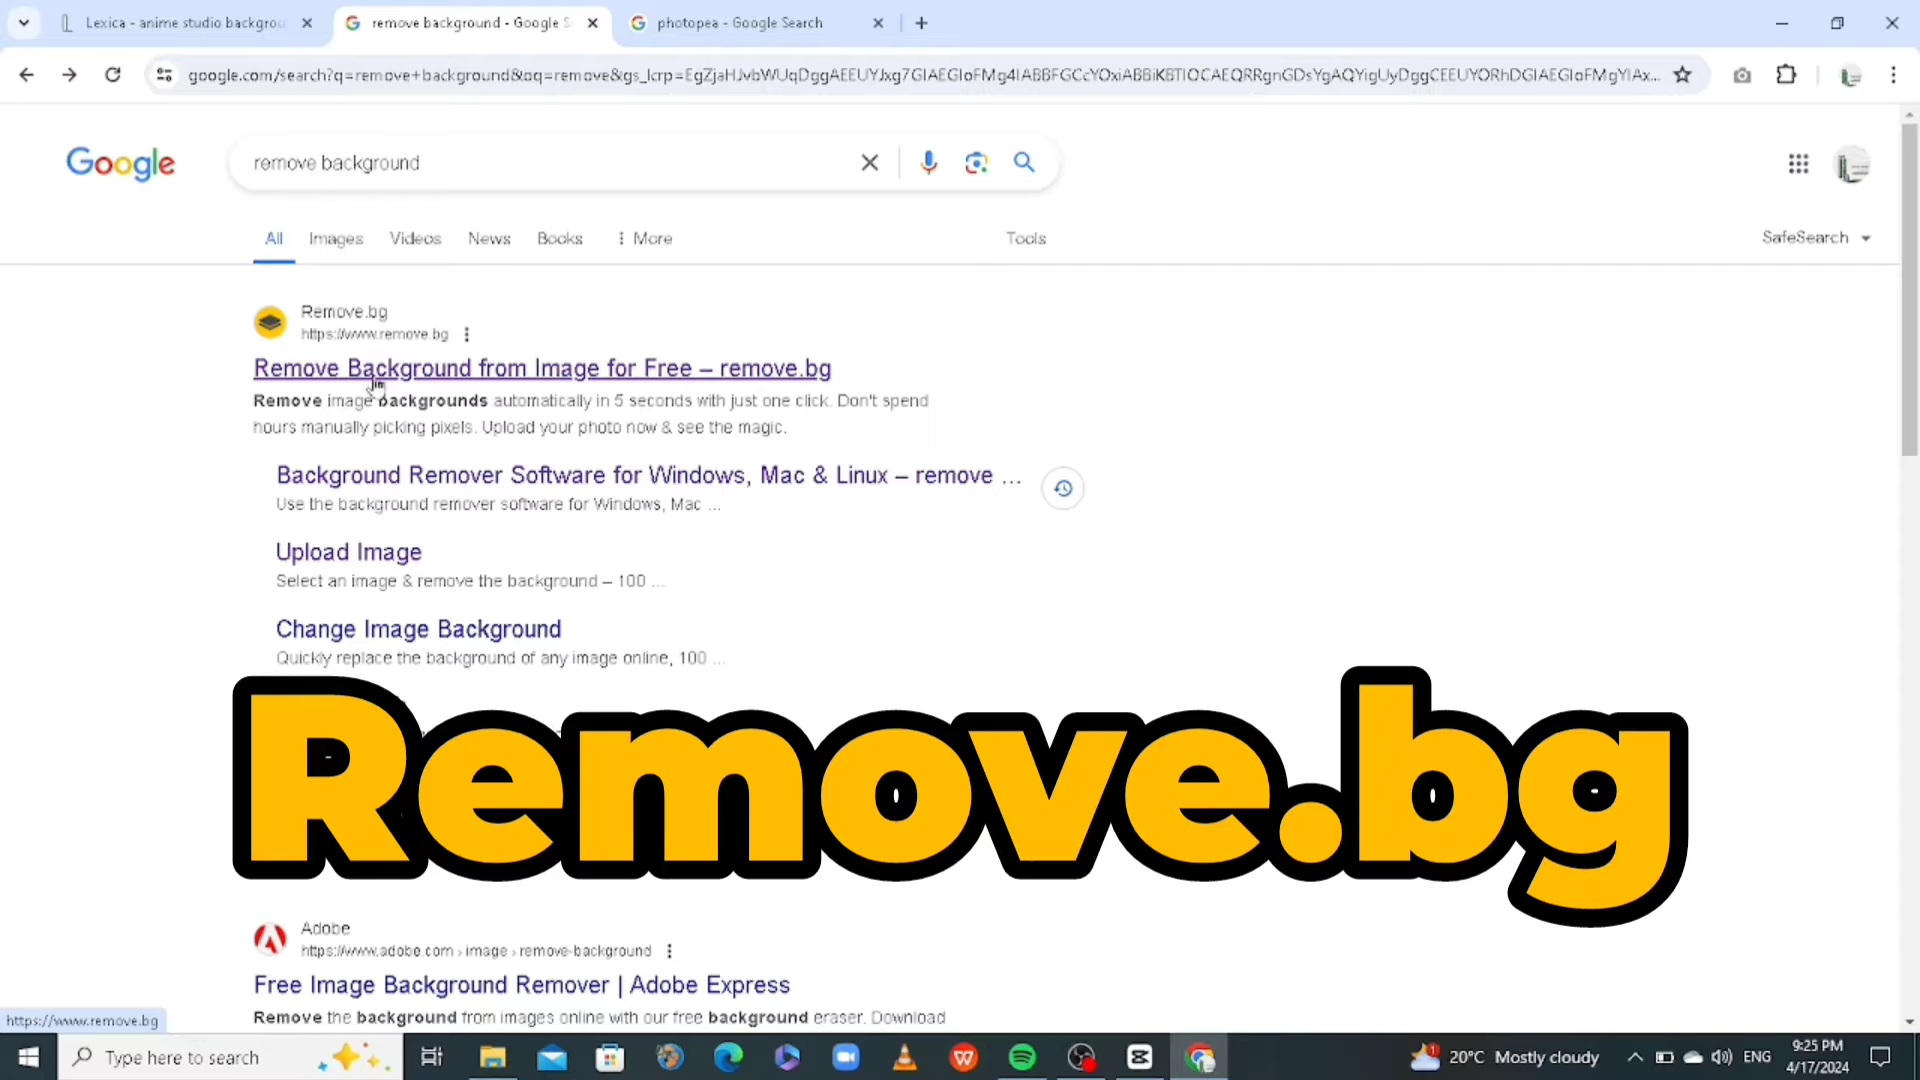 Lexica - anime studio backgrou
remove background - Google S
photopea - Google Search
google.com/search?q=remove+background&oq=remove&gs_lcrp=
Google
remove background
All Images Videos News Books More Tools SafeSearch
Remove.bg
https://www.remove.bg
Remove Background from Image for Free – remove.bg
Remove image backgrounds automatically in 5 seconds with just one click. Don't spend
hours manually picking pixels. Upload your photo now & see the magic.
Background Remover Software for Windows, Mac & Linux – remove ...
Use the background remover software for Windows, Mac ...
Upload Image
Select an image & remove the background – 100 ...
Change Image Background
Quickly replace the background of any image online, 100 ...
Remove.bg
Adobe
https://www.adobe.com › image › remove-background
Free Image Background Remover | Adobe Express
Remove the background from images online with our free background eraser. Download
https://www.remove.bg
Type here to search
20°C Mostly cloudy
ENG
9:25 PM
4/17/2024